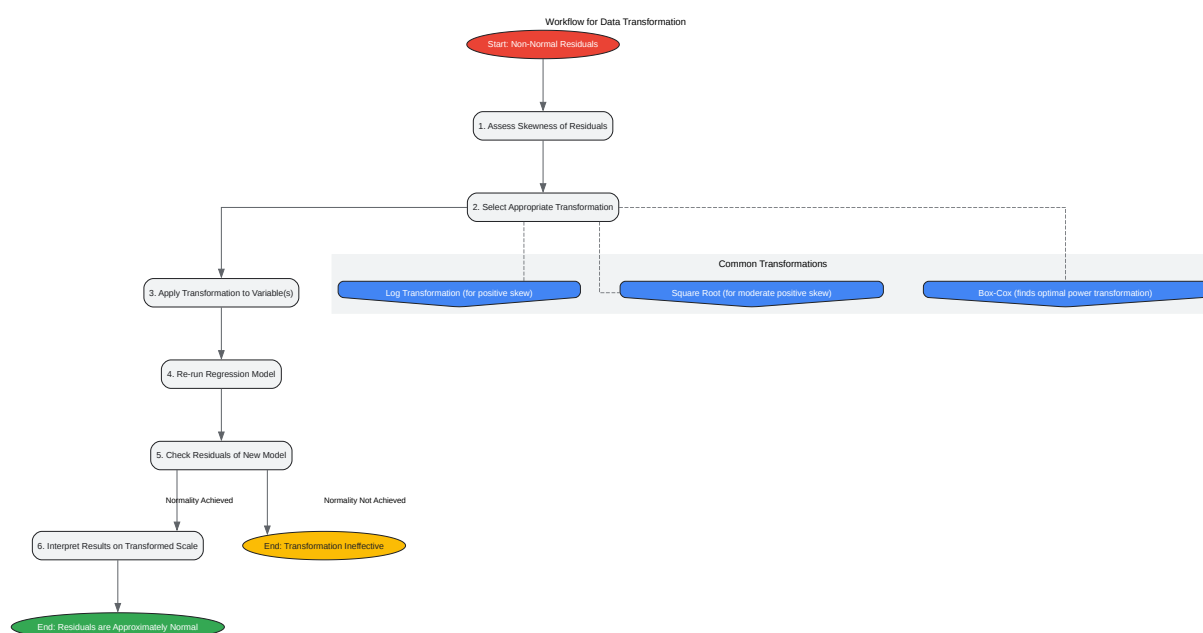 Workflow for Data Transformation
Start: Non-Normal Residuals
1. Assess Skewness of Residuals
2. Select Appropriate Transformation
Common Transformations
3. Apply Transformation to Variable(s)
Log Transformation (for positive skew)
Square Root (for moderate positive skew)
Box-Cox (finds optimal power transformation)
4. Re-run Regression Model
5. Check Residuals of New Model
Normality Achieved
Normality Not Achieved
6. Interpret Results on Transformed Scale
End: Transformation Ineffective
End: Residuals are Approximately Normal